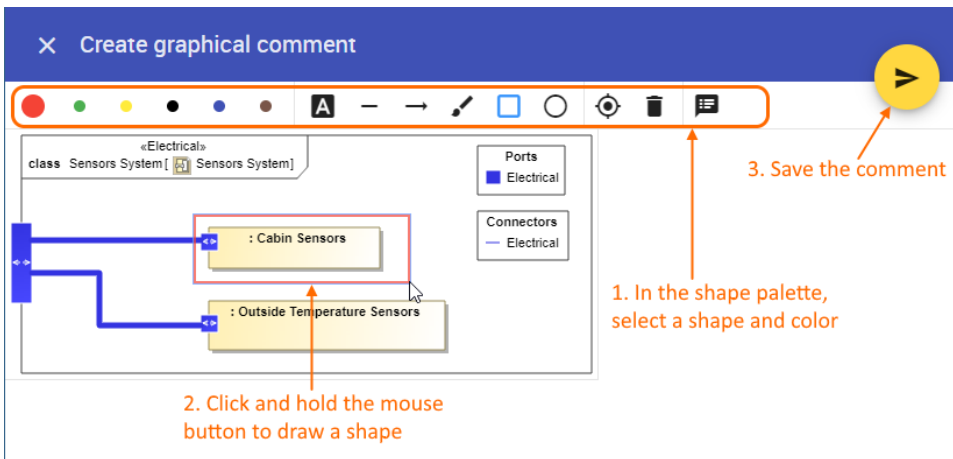 Create graphical comment
A
3. Save the comment
«Electrical»
class Sensors System [ Sensors System]
Ports
Electrical
Connectors
Electrical
: Cabin Sensors
: Outside Temperature Sensors
1. In the shape palette,
select a shape and color
2. Click and hold the mouse
button to draw a shape